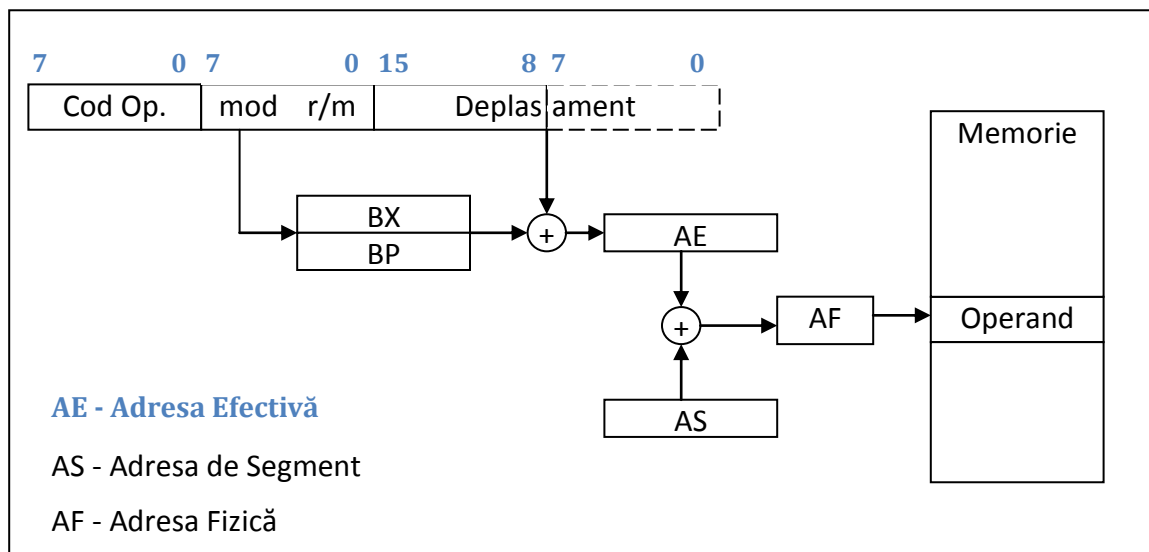 7 0 7 0 15 8 7 0
Cod Op. mod r/m Deplasament
Memorie
BX
BP
+
AE
+
AF
Operand
AS
AE - Adresa Efectivă
AS - Adresa de Segment
AF - Adresa Fizică